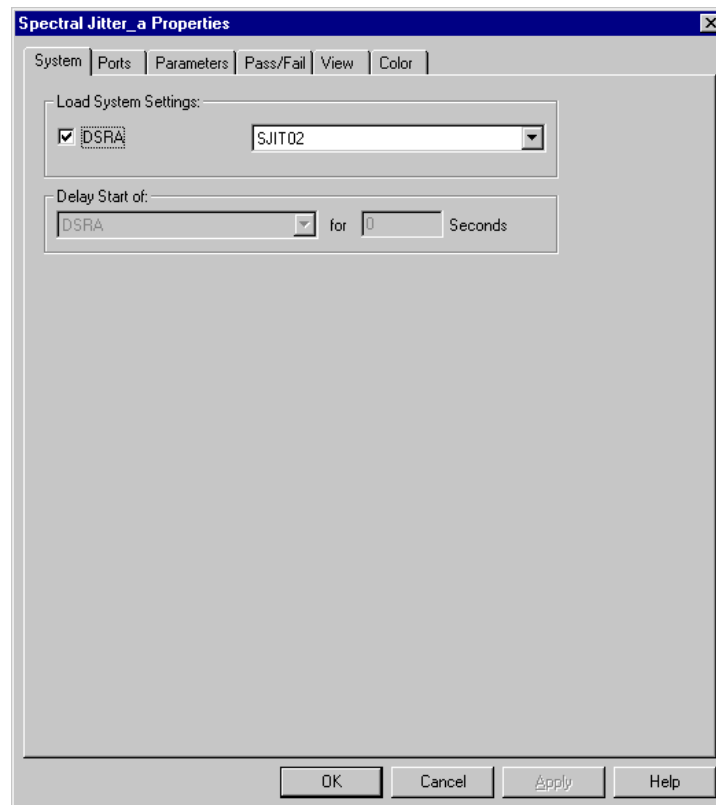 Spectral Jitter_a Properties
System Ports Parameters Pass/Fail View Color
Load System Settings:
DSRA SJIT02
Delay Start of:
DSRA for 0 Seconds
OK Cancel Apply Help